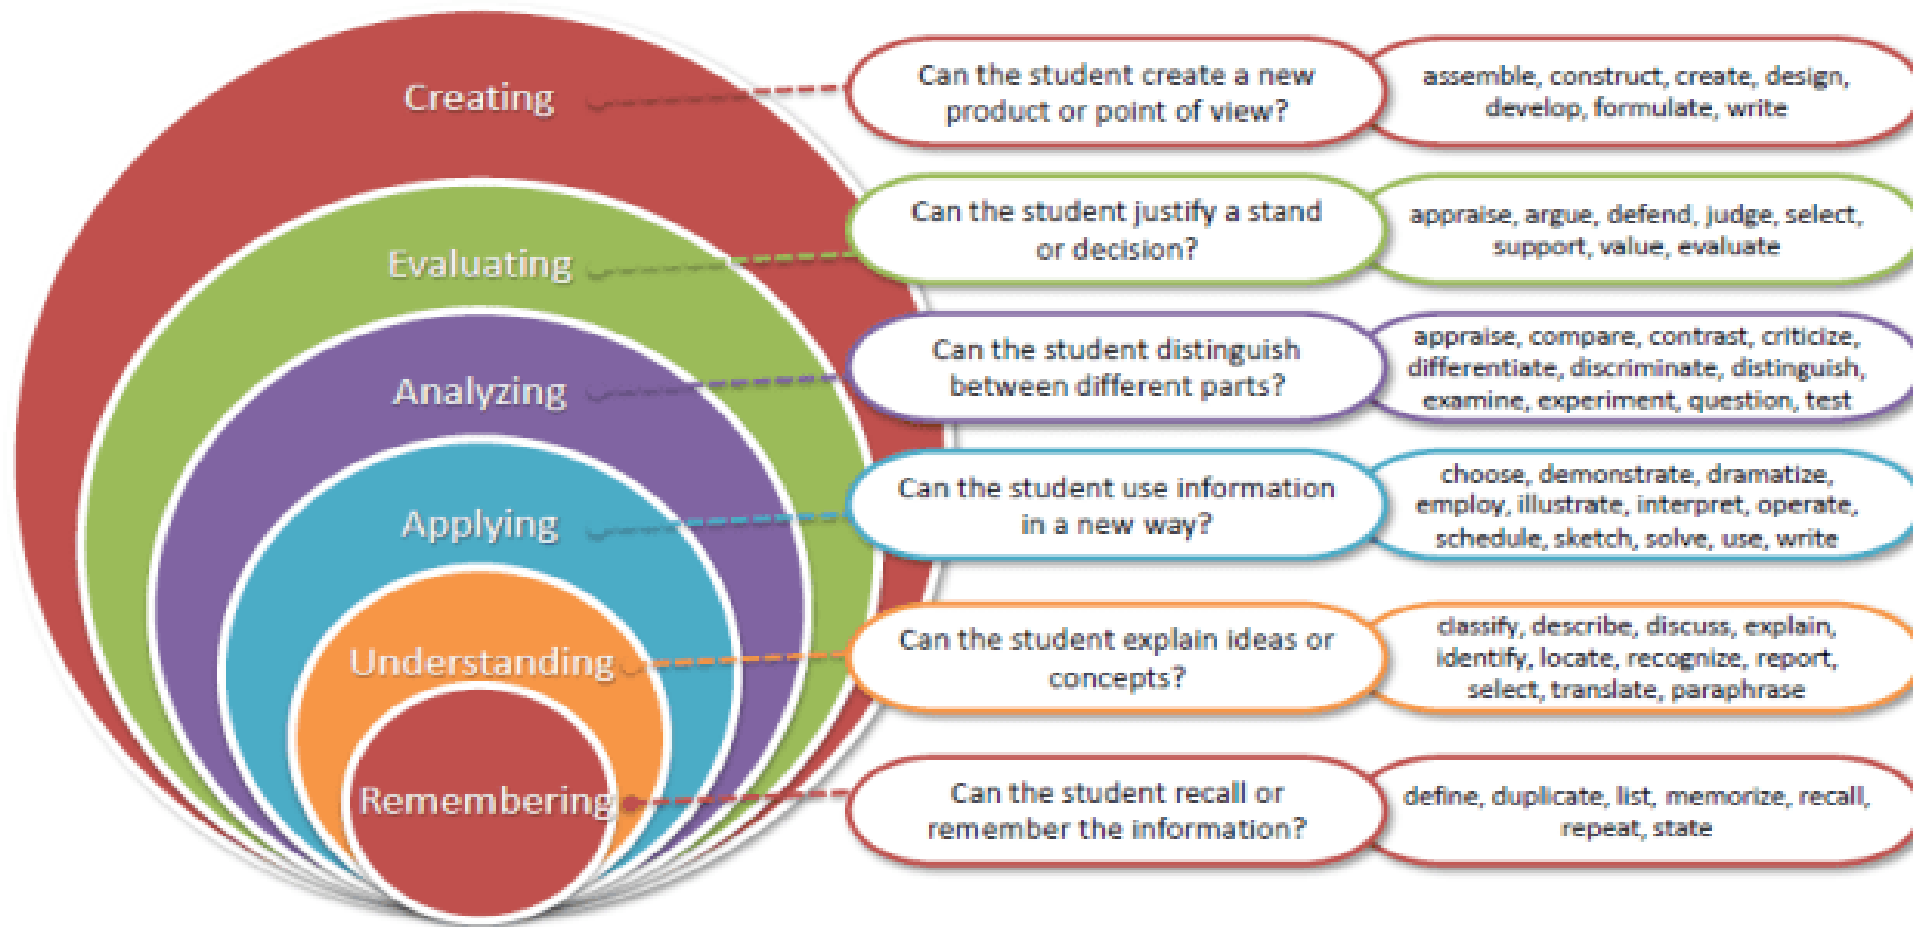 Creating
Can the student create a new
product or point of view?
assemble, construct, create, design,
develop, formulate, write
Evaluating
Can the student justify a stand
or decision?
appraise, argue, defend, judge, select,
support, value, evaluate
Analyzing
Can the student distinguish
between different parts?
appraise, compare, contrast, criticize,
differentiate, discriminate, distinguish,
examine, experiment, question, test
Applying
Can the student use information
in a new way?
choose, demonstrate, dramatize,
employ, illustrate, interpret, operate,
schedule, sketch, solve, use, write
Understanding
Can the student explain ideas or
concepts?
classify, describe, discuss, explain,
identify, locate, recognize, report,
select, translate, paraphrase
Remembering
Can the student recall or
remember the information?
define, duplicate, list, memorize, recall,
repeat, state